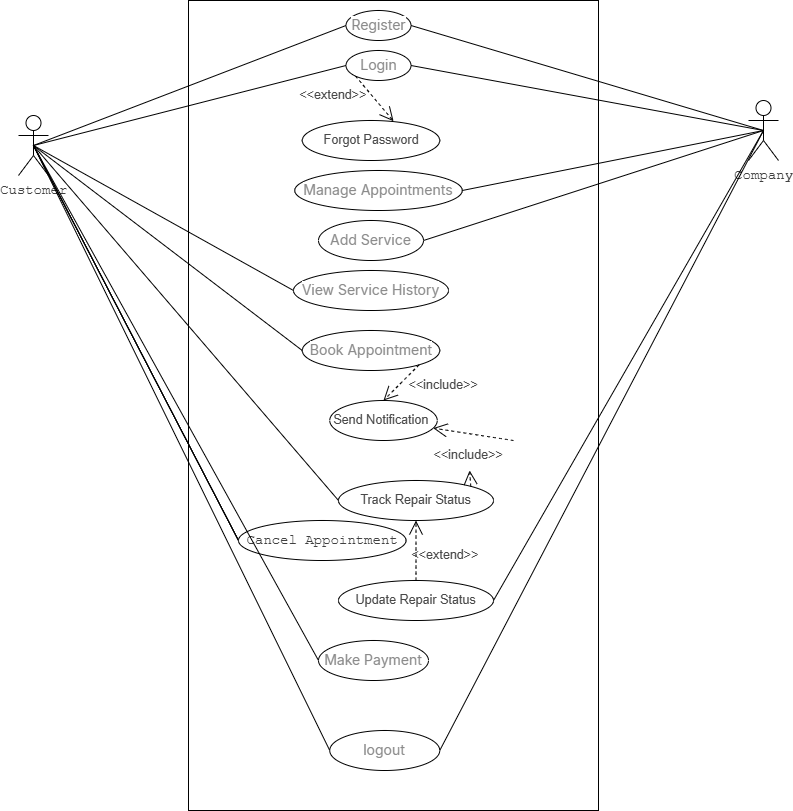 Register
Login
<<extend>>
Forgot Password
Customer
Company
Manage Appointments
Add Service
View Service History
Book Appointment
<<include>>
Send Notification
<<include>>
Track Repair Status
Cancel Appointment
<<extend>>
Update Repair Status
Make Payment
logout